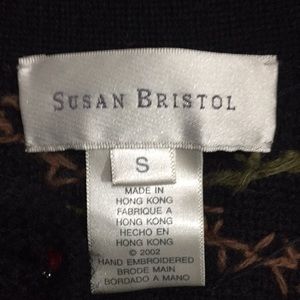 SUSAN BRISTOL
S
MADE IN
HONG KONG
FABRIQUE A
HONG KONG
HECHO EN
HONG KONG
© 2002
HAND EMBROIDERED
BRODE MAIN
BORDADO A MANO